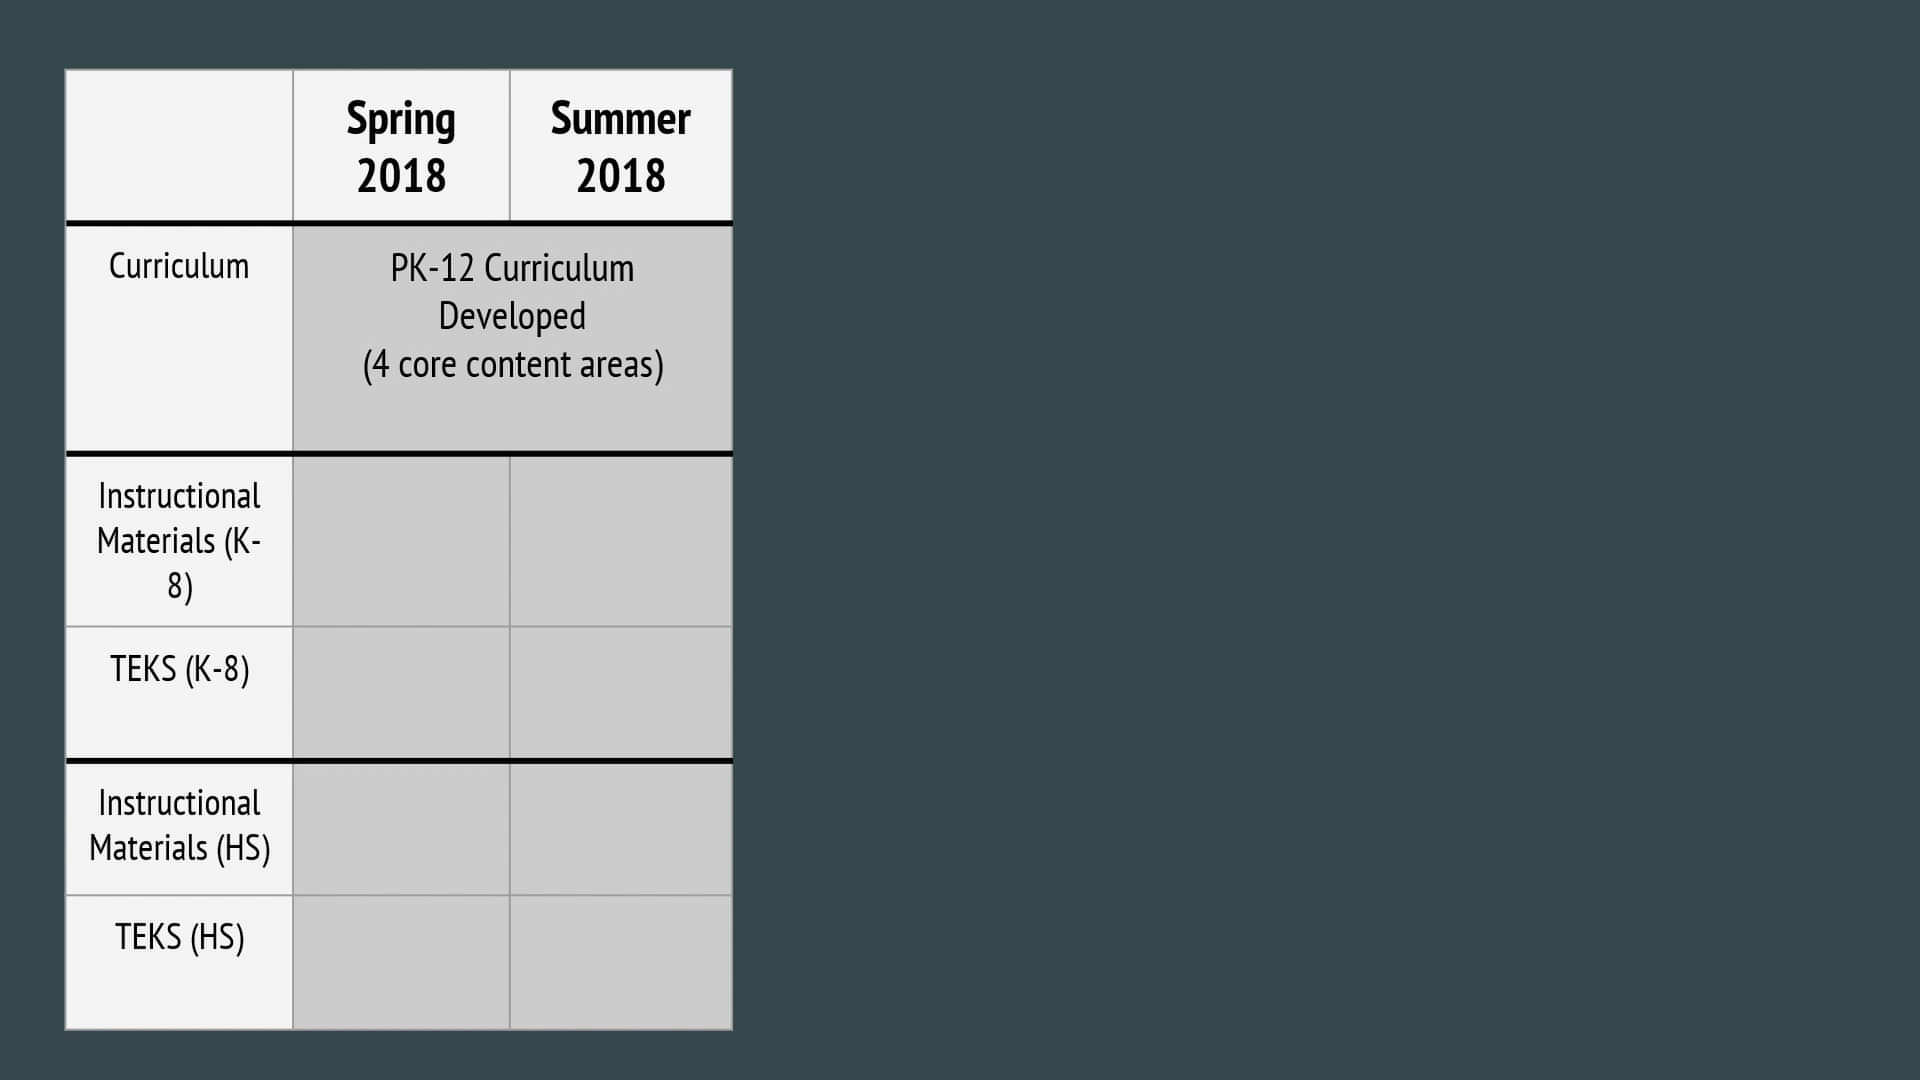 Spring
2018
Summer
2018
Curriculum
PK-12 Curriculum
Developed
(4 core content areas)
Instructional
Materials (K-
8)
TEKS (K-8)
Instructional
Materials (HS)
TEKS (HS)